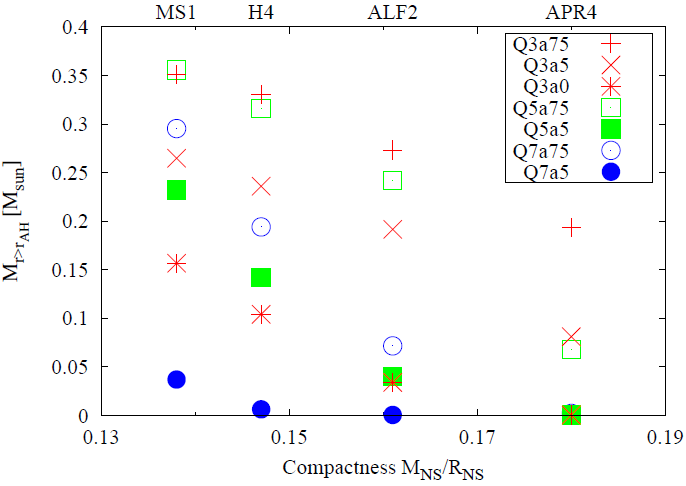 MS1 H4 ALF2 APR4
0.4
0.35
0.3
0.25
0.2
0.15
0.1
0.05
0
M_{r>r_{AH}} [M_{sun}]
Q3a75
Q3a5
Q3a0
Q5a75
Q5a5
Q7a75
Q7a5
0.13 0.15 0.17 0.19
Compactness M_{NS}/R_{NS}